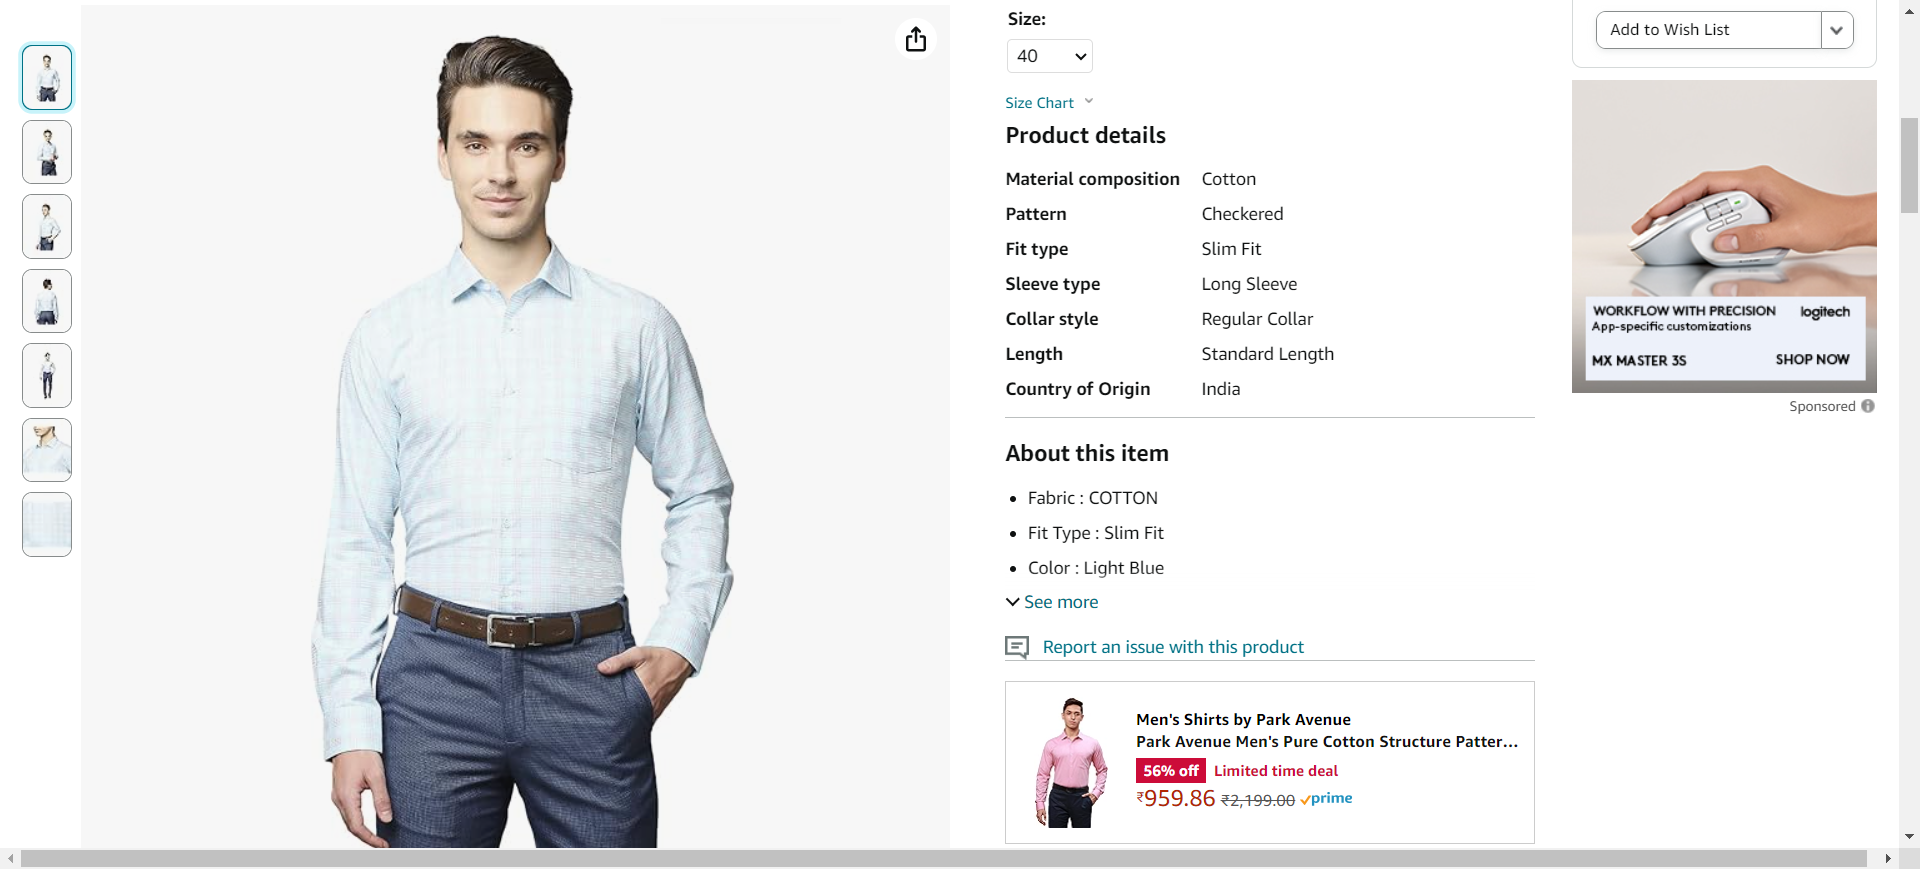 Size:
40
Size Chart
Product details
Material composition Cotton
Pattern Checkered
Fit type Slim Fit
Sleeve type Long Sleeve
Collar style Regular Collar
Length Standard Length
Country of Origin India
About this item
Fabric : COTTON
Fit Type : Slim Fit
Color : Light Blue
See more
Report an issue with this product
Men's Shirts by Park Avenue
Park Avenue Men's Pure Cotton Structure Patter...
56% off Limited time deal
₹959.86 ₹2,199.00 prime
Add to Wish List
WORKFLOW WITH PRECISION logitech
App-specific customizations
MX MASTER 3S SHOP NOW
Sponsored